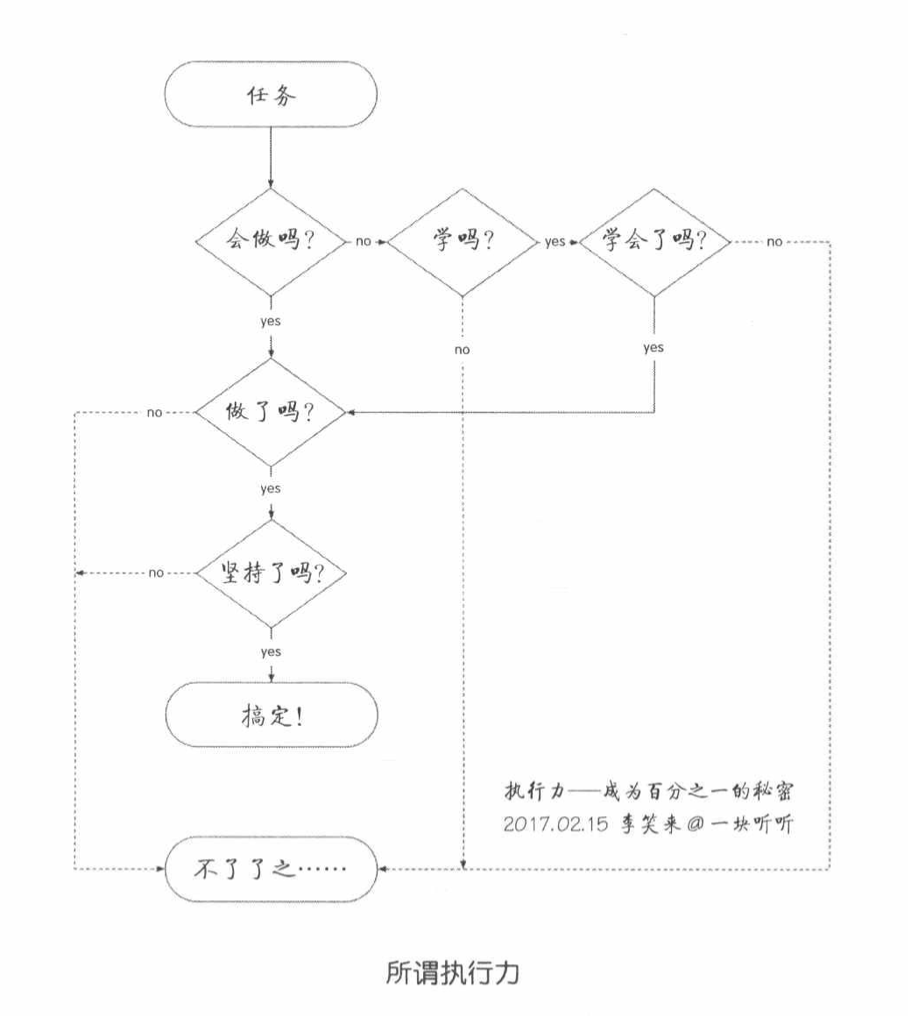 任务
会做吗?
no
学吗?
yes
学会了吗?
no
yes
no
yes
做了吗?
no
yes
坚持了吗?
no
yes
搞定!
执行力——成为百分之一的秘密
2017.02.15 李笑来@一块听听
不了了之……
所谓执行力